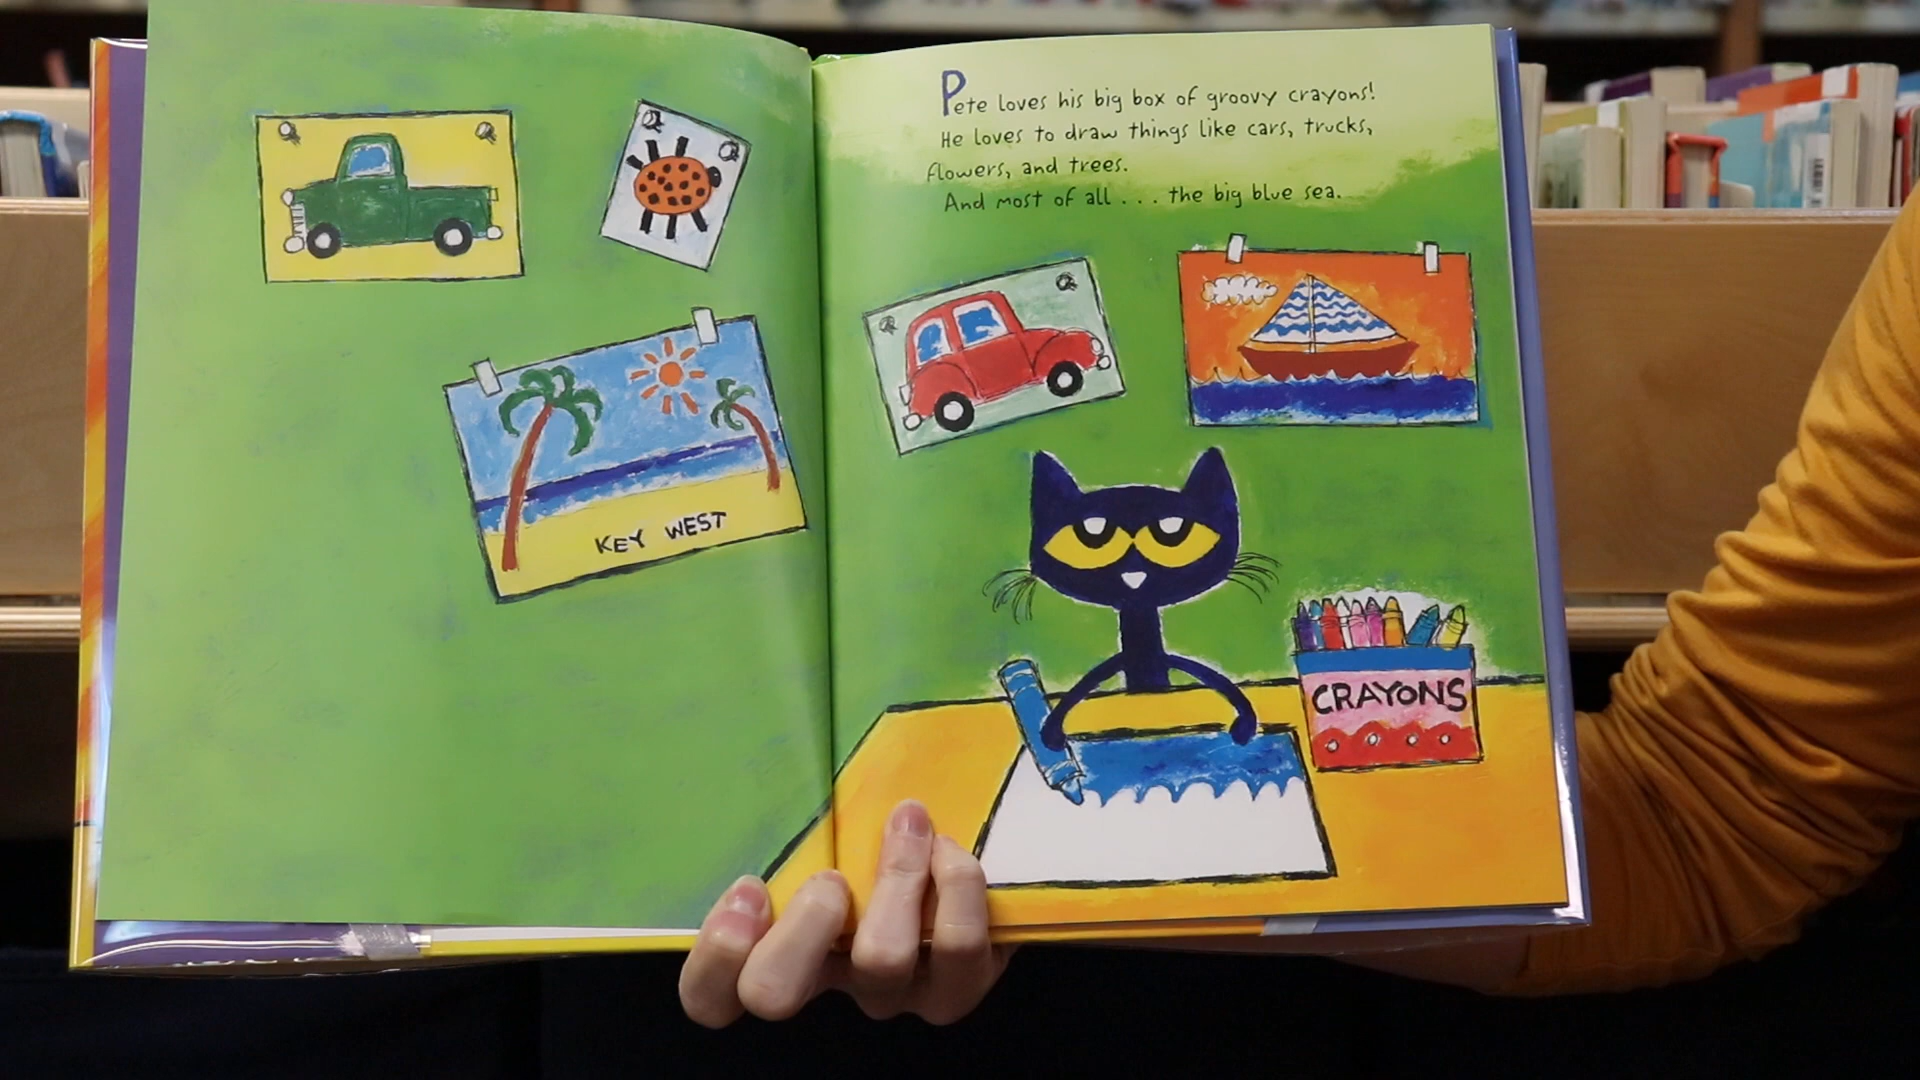 KEY WEST
Pete loves his big box of groovy crayons!
He loves to draw things like cars, trucks,
flowers, and trees.
And most of all . . . the big blue sea.
CRAYONS